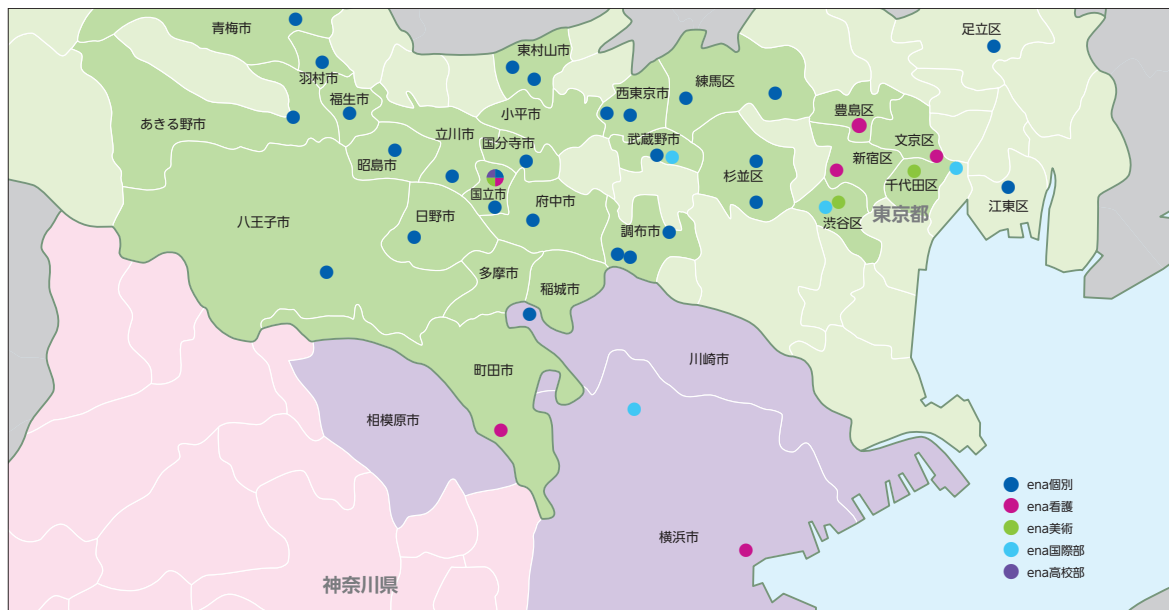 青梅市
足立区
東村山市
羽村市
練馬区
西東京市
福生市
豊島区
小平市
あきる野市
立川市
国分寺市
武蔵野市
文京区
昭島市
新宿区
杉並区
千代田区
国立市
府中市
江東区
八王子市
日野市
東京都
渋谷区
調布市
多摩市
稲城市
川崎市
町田市
相模原市
ena個別
ena看護
ena美術
横浜市
ena国際部
ena高校部
神奈川県